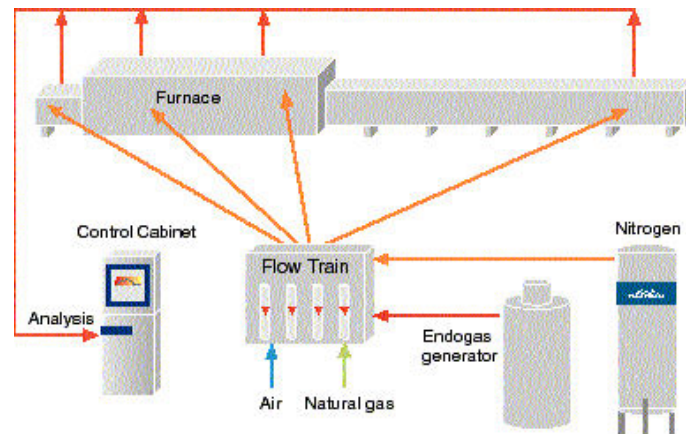 Furnace
Control Cabinet
Nitrogen
Flow Train
Analysis
Endogas
generator
Air
Natural gas